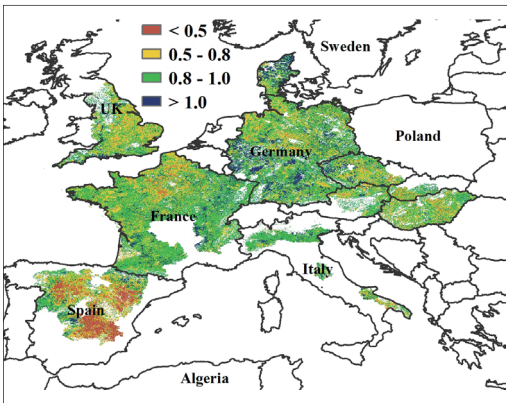 < 0.5
0.5 - 0.8
0.8 - 1.0
> 1.0
Sweden
UK
Poland
Germany
France
Italy
Spain
Algeria